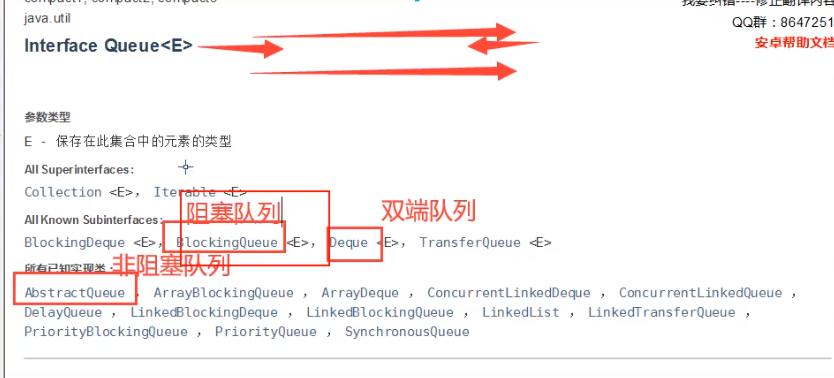 java.util
QQ群：8647251
Interface Queue<E>
安卓帮助文档
参数类型
E - 保存在此集合中的元素的类型
All Superinterfaces:
Collection <E>, Iterable <E>
阻塞队列
双端队列
All Known Subinterfaces:
BlockingDeque <E>, BlockingQueue <E>, Deque <E>, TransferQueue <E>
所有已知实现类：
非阻塞队列
AbstractQueue , ArrayBlockingQueue , ArrayDeque , ConcurrentLinkedDeque , ConcurrentLinkedQueue ,
DelayQueue , LinkedBlockingDeque , LinkedBlockingQueue , LinkedList , LinkedTransferQueue ,
PriorityBlockingQueue , PriorityQueue , SynchronousQueue